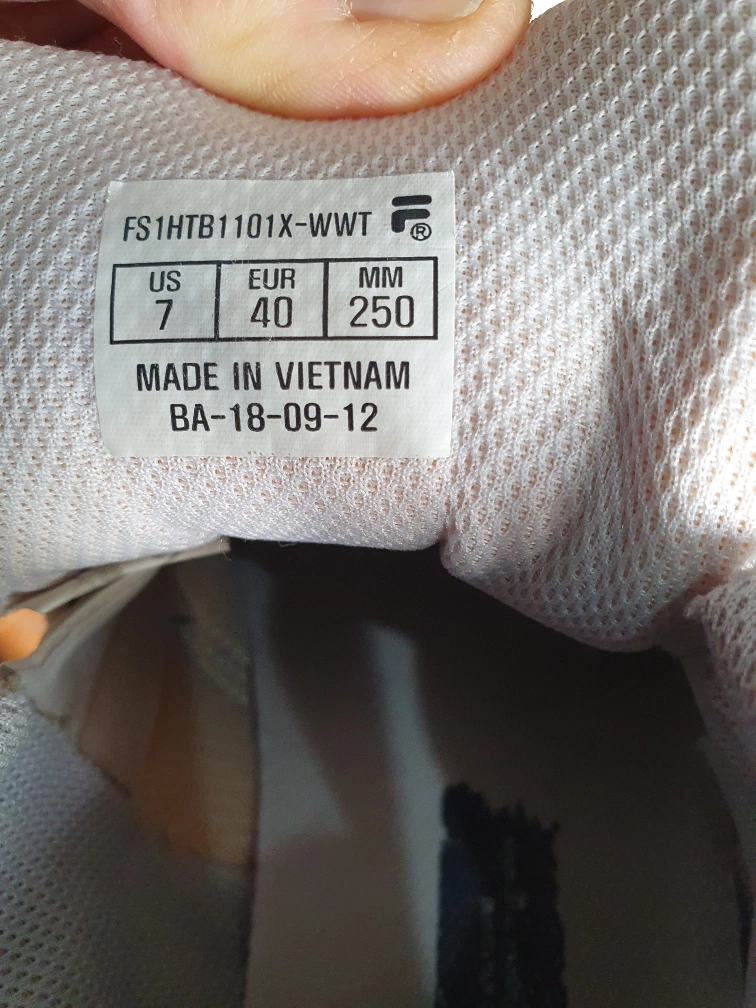 FS1HTB1101X-WWT F®
US EUR MM
7 40 250
MADE IN VIETNAM
BA-18-09-12